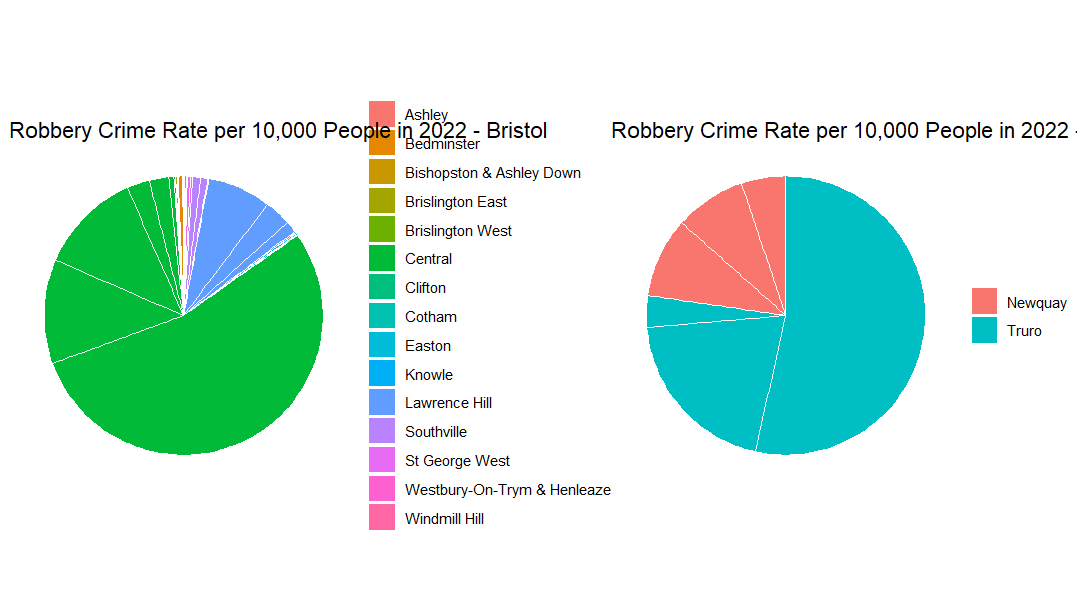 Robbery Crime Rate per 10,000 People in 2022 - Bristol
Ashley
Bedminster
Bishopston & Ashley Down
Brislington East
Brislington West
Central
Clifton
Cotham
Easton
Knowle
Lawrence Hill
Southville
St George West
Westbury-On-Trym & Henleaze
Windmill Hill
Robbery Crime Rate per 10,000 People in 2022 -
Newquay
Truro